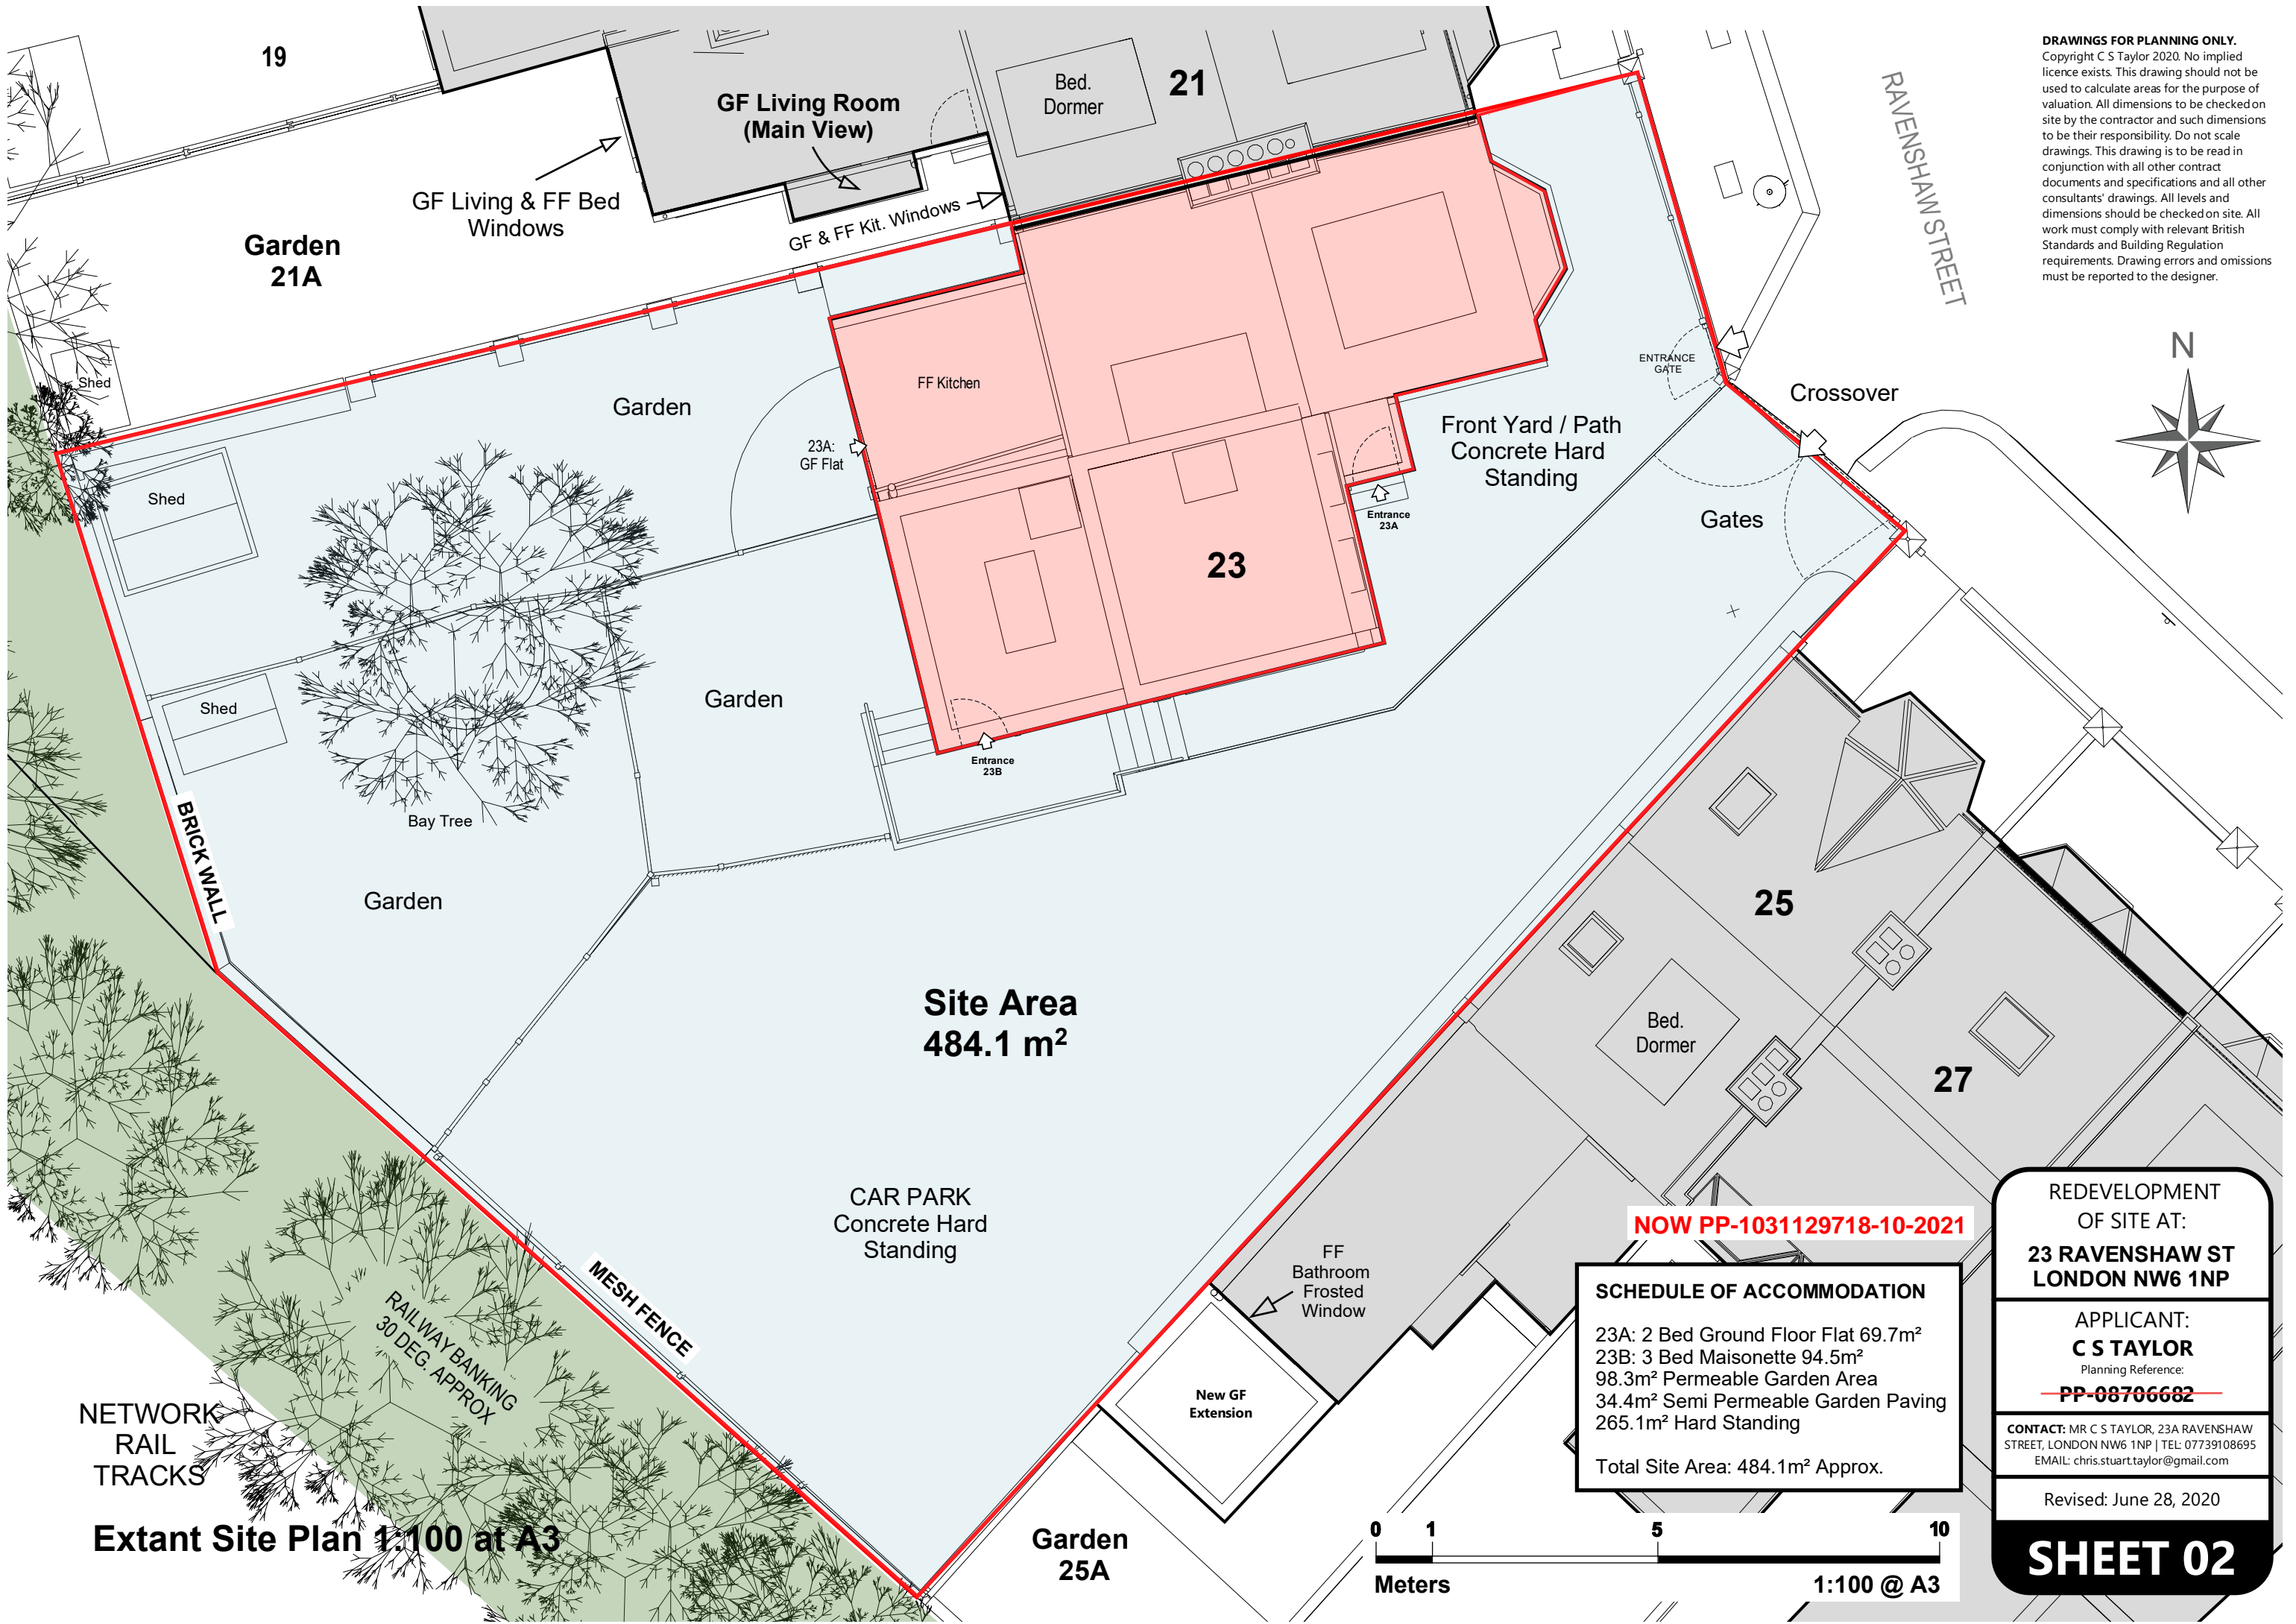 19
GF Living Room
(Main View)
Bed.
Dormer
21
GF Living & FF Bed
Windows
GF & FF Kit. Windows
Garden
21A
Shed
RAVENSHAW STREET
DRAWINGS FOR PLANNING ONLY.
Copyright C S Taylor 2020. No implied
licence exists. This drawing should not be
used to calculate areas for the purpose of
valuation. All dimensions to be checked on
site by the contractor and such dimensions
to be their responsibility. Do not scale
drawings. This drawing is to be read in
conjunction with all other contract
documents and specifications and all other
consultants' drawings. All levels and
dimensions should be checked on site. All
work must comply with relevant British
Standards and Building Regulation
requirements. Drawing errors and omissions
must be reported to the designer.
N
ENTRANCE
GATE
Crossover
FF Kitchen
Garden
23A:
GF Flat
Front Yard / Path
Concrete Hard
Standing
Gates
Shed
Entrance
23A
23
Shed
Garden
Entrance
23B
Bay Tree
BRICK WALL
Garden
25
Site Area
484.1 m²
Bed.
Dormer
27
CAR PARK
Concrete Hard
Standing
MESH FENCE
RAILWAY BANKING
30 DEG. APPROX
FF
Bathroom
Frosted
Window
New GF
Extension
NETWORK
RAIL
TRACKS
Extant Site Plan 1:100 at A3
Garden
25A
NOW PP-1031129718-10-2021
SCHEDULE OF ACCOMMODATION
23A: 2 Bed Ground Floor Flat 69.7m²
23B: 3 Bed Maisonette 94.5m²
98.3m² Permeable Garden Area
34.4m² Semi Permeable Garden Paving
265.1m² Hard Standing
Total Site Area: 484.1m² Approx.
0 1 5 10
Meters 1:100 @ A3
REDEVELOPMENT
OF SITE AT:
23 RAVENSHAW ST
LONDON NW6 1NP
APPLICANT:
C S TAYLOR
Planning Reference:
PP-08706682
CONTACT: MR C S TAYLOR, 23A RAVENSHAW
STREET, LONDON NW6 1NP | TEL: 07739108695
EMAIL: chris.stuart.taylor@gmail.com
Revised: June 28, 2020
SHEET 02